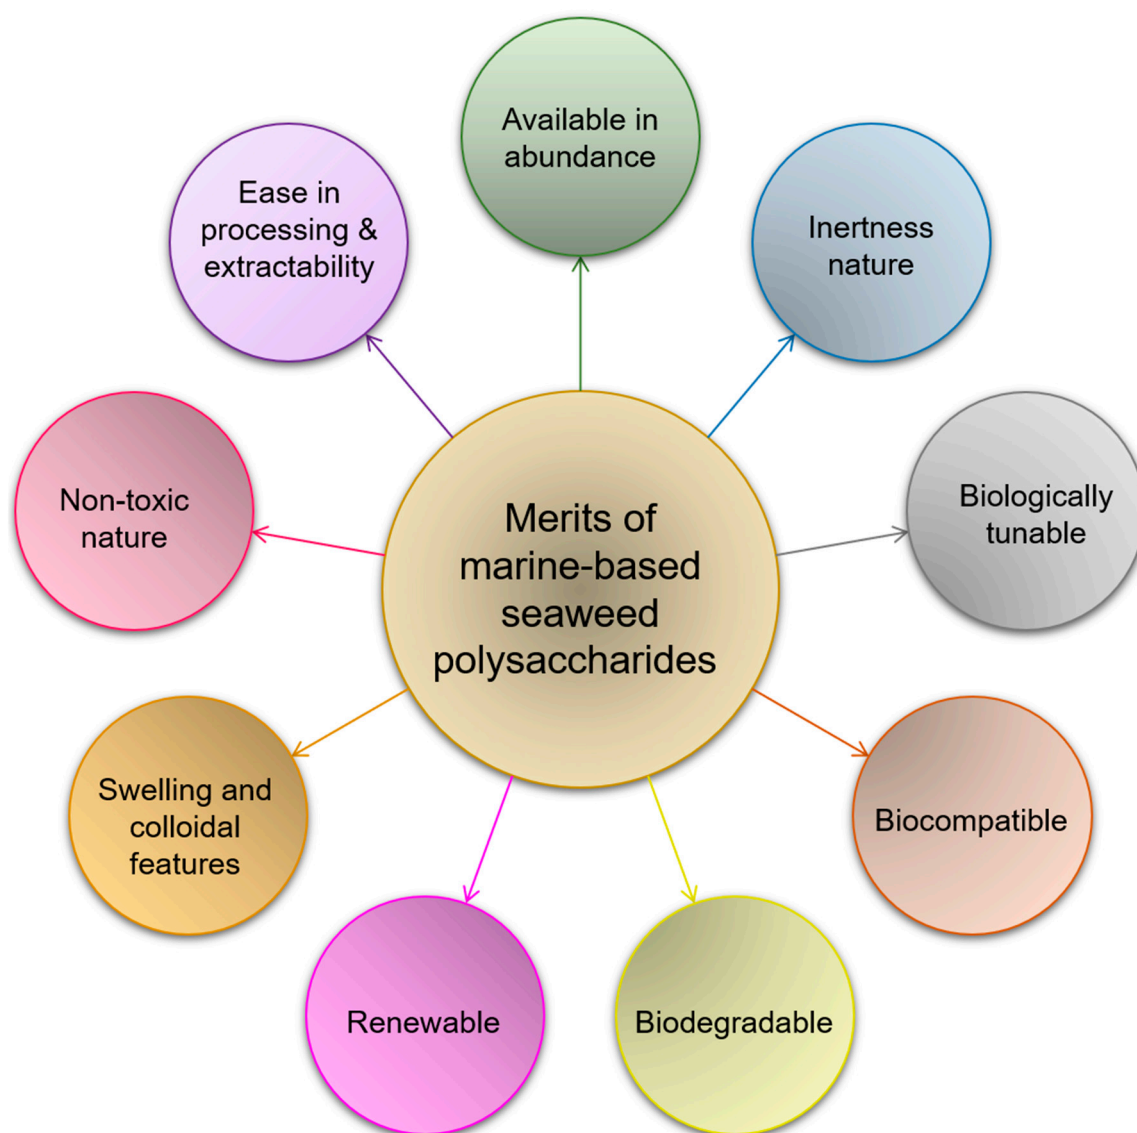 Available in
abundance
Inertness
nature
Biologically
tunable
Biocompatible
Biodegradable
Renewable
Swelling and
colloidal
features
Non-toxic
nature
Ease in
processing &
extractability
Merits of
marine-based
seaweed
polysaccharides